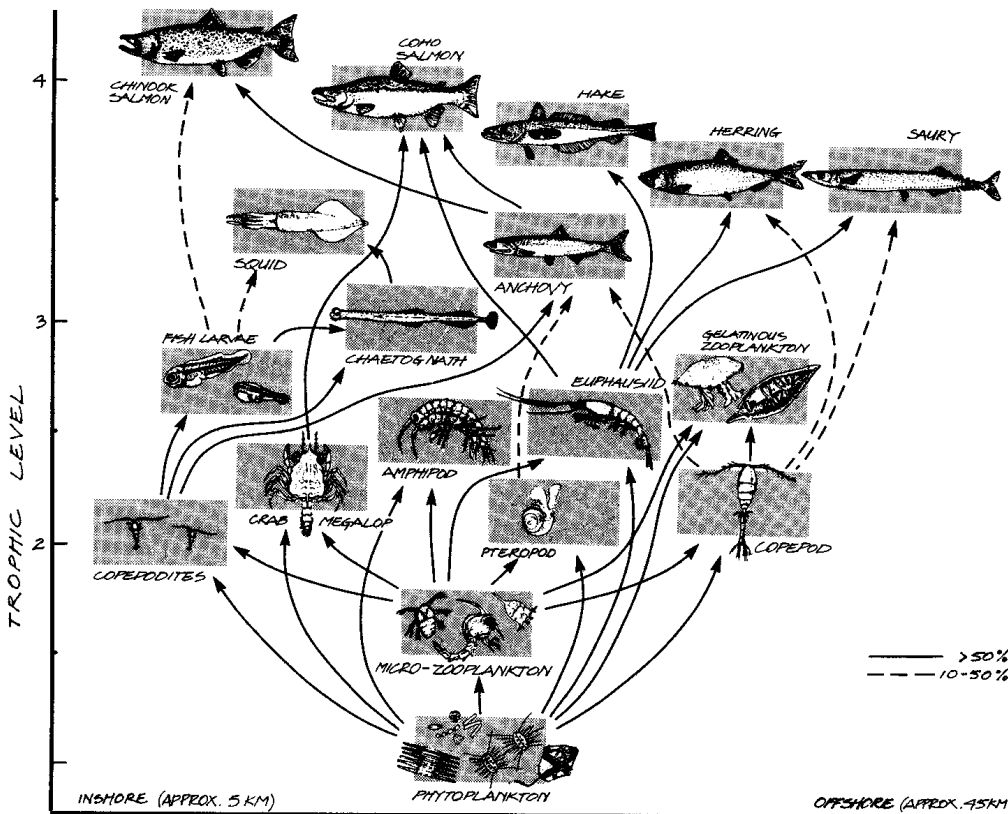 COHO
SALMON
4
CHINOOK
SALMON
HAKE
HERRING
SAURY
SQUID
ANCHOVY
3
FISH LARVAE
CHAETOGNATH
GELATINOUS
ZOOPLANKTON
EUPHAUSIID
TROPHIC LEVEL
AMPHIPOD
CRAB MEGALOP
PTEROPOD
COPEPOD
2
COPEPODITES
MICRO-ZOOPLANKTON
>50%
10-50%
PHYTOPLANKTON
INSHORE (APPROX. 5 KM)
OFFSHORE (APPROX. 45 KM